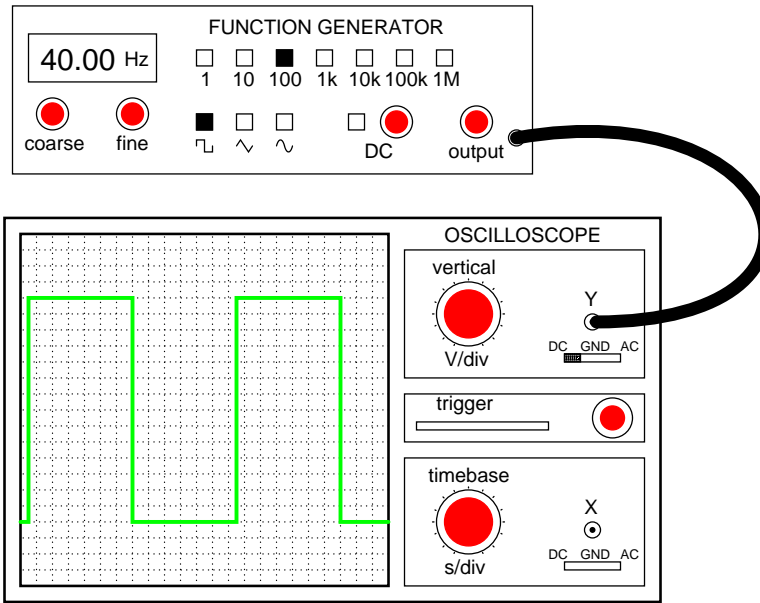 FUNCTION GENERATOR
40.00 Hz
1 10 100 1k 10k 100k 1M
coarse fine DC output
OSCILLOSCOPE
vertical
Y
DC GND AC
V/div
trigger
timebase
X
DC GND AC
s/div